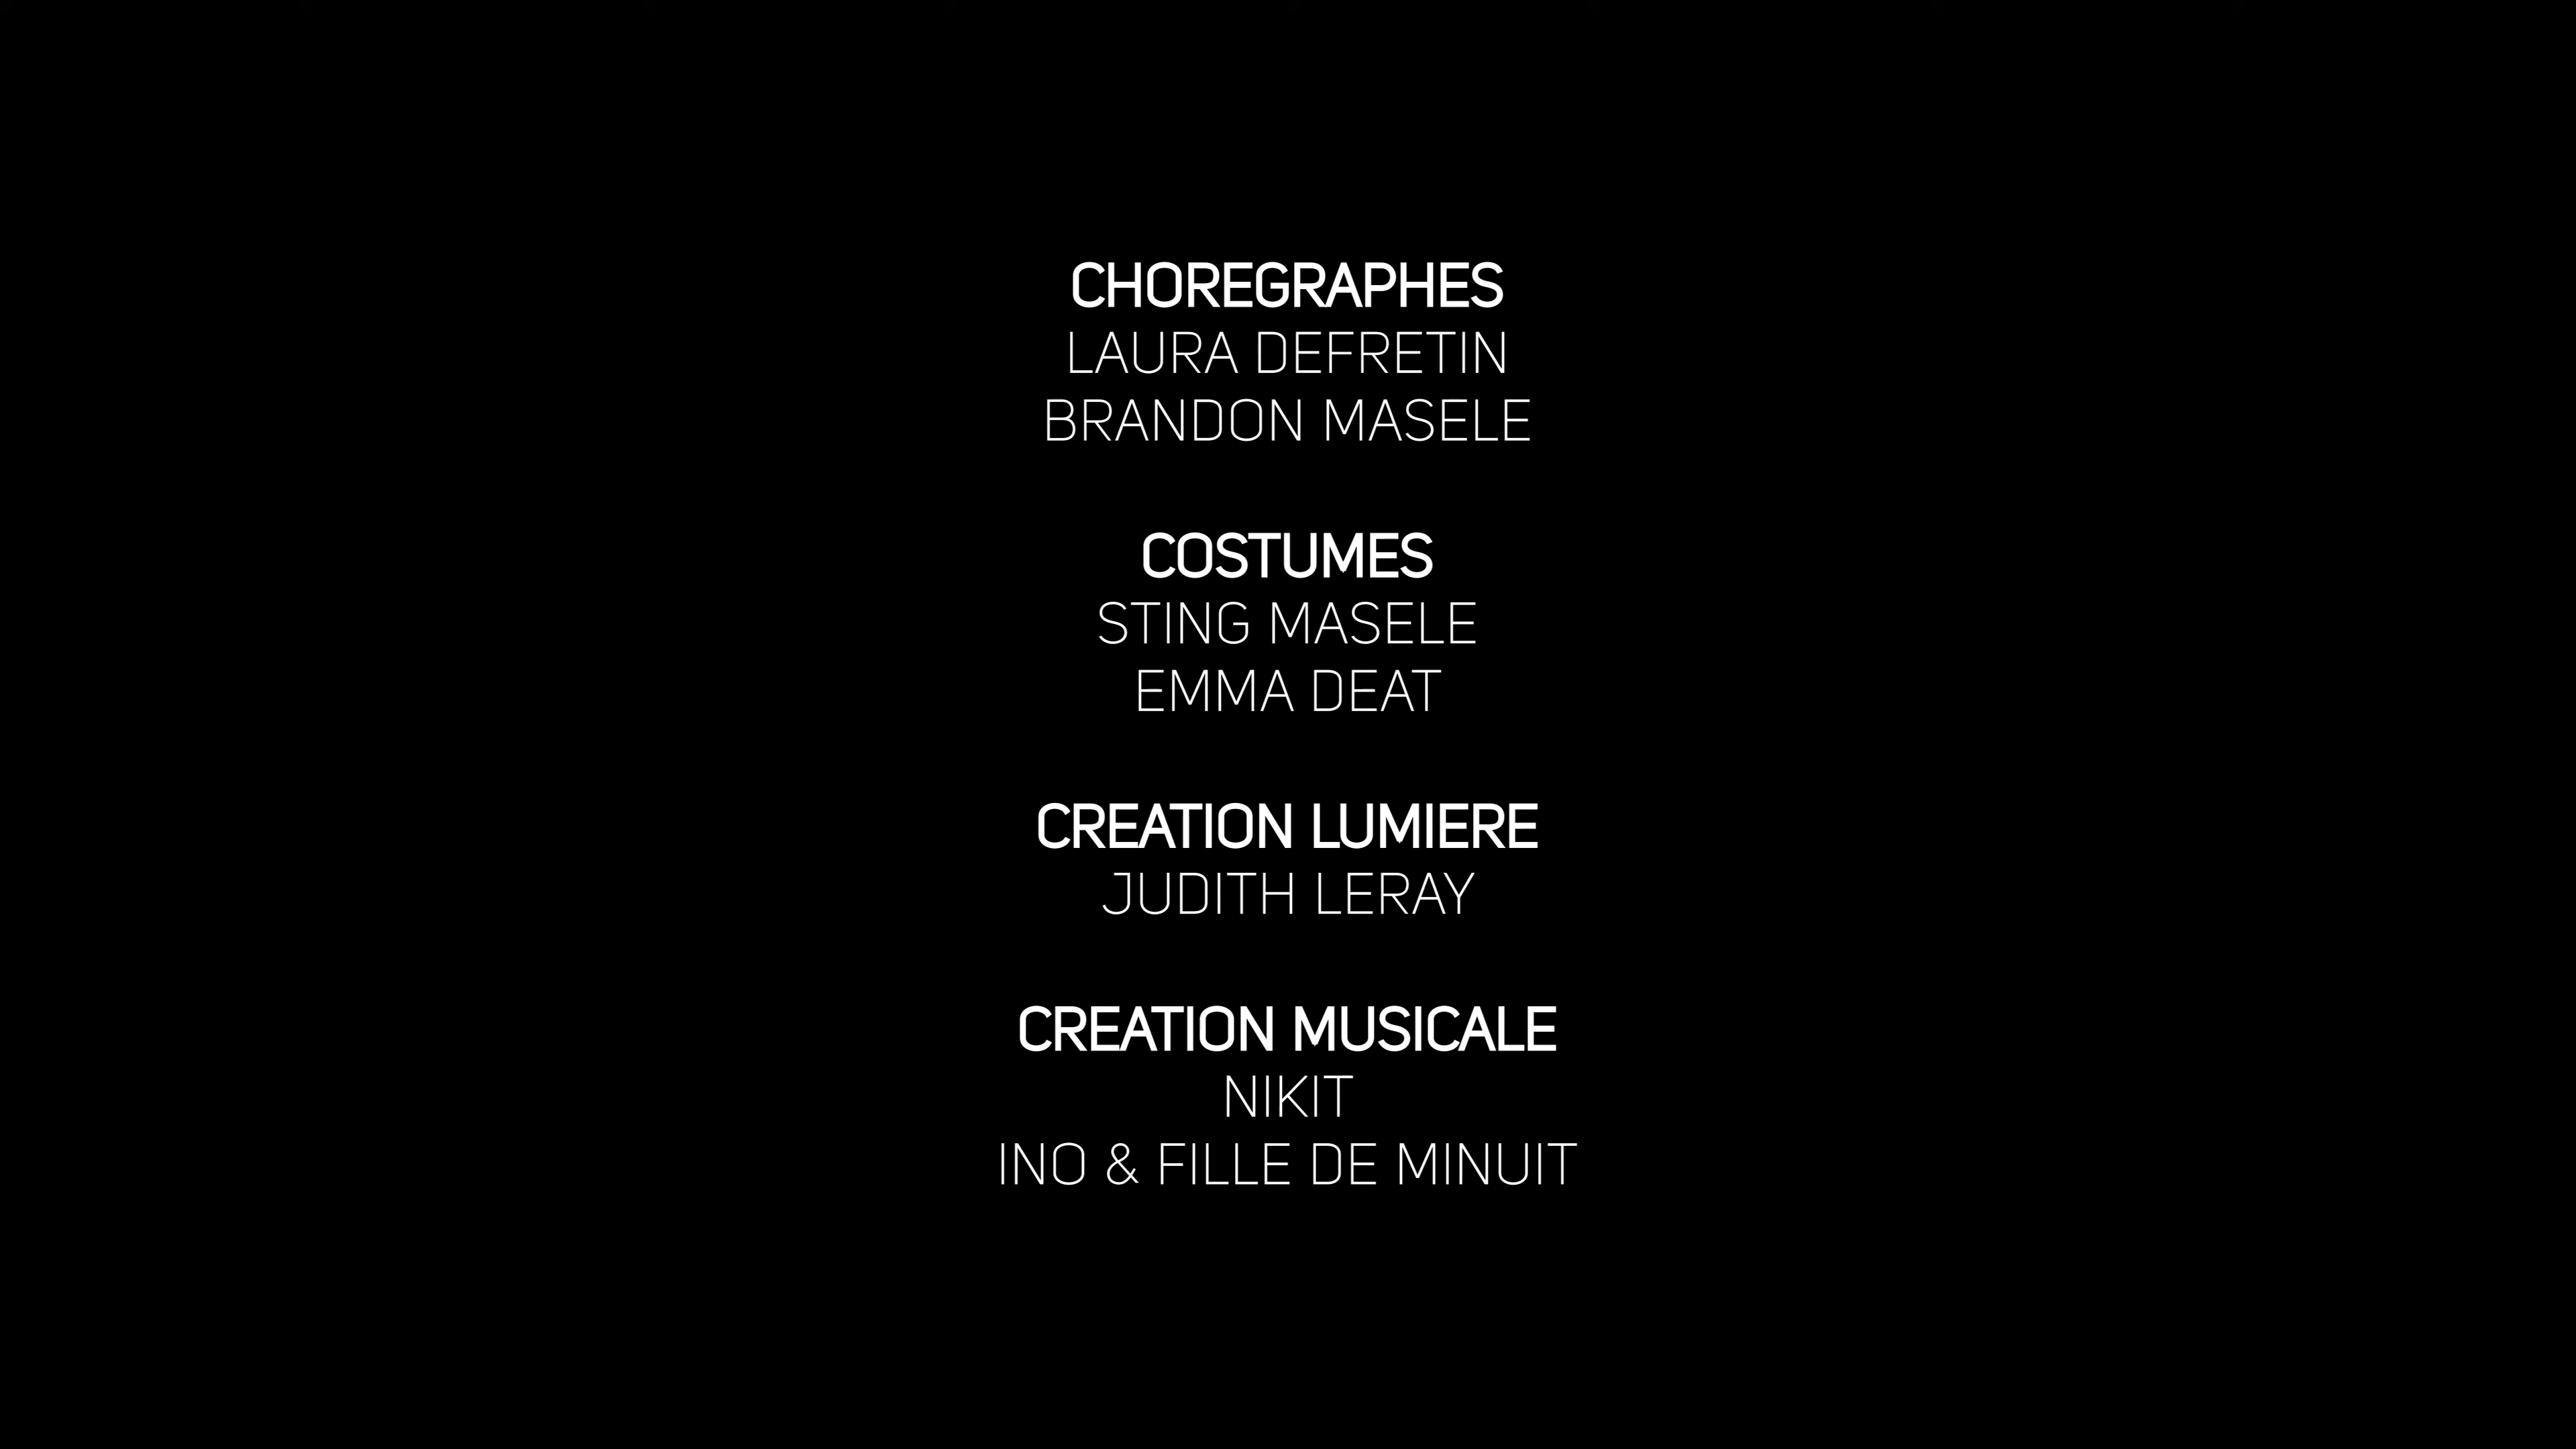 CHOREGRAPHES
LAURA DEFRETIN
BRANDON MASELE
COSTUMES
STING MASELE
EMMA DEAT
CREATION LUMIERE
JUDITH LERAY
CREATION MUSICALE
NIKIT
INO & FILLE DE MINUIT